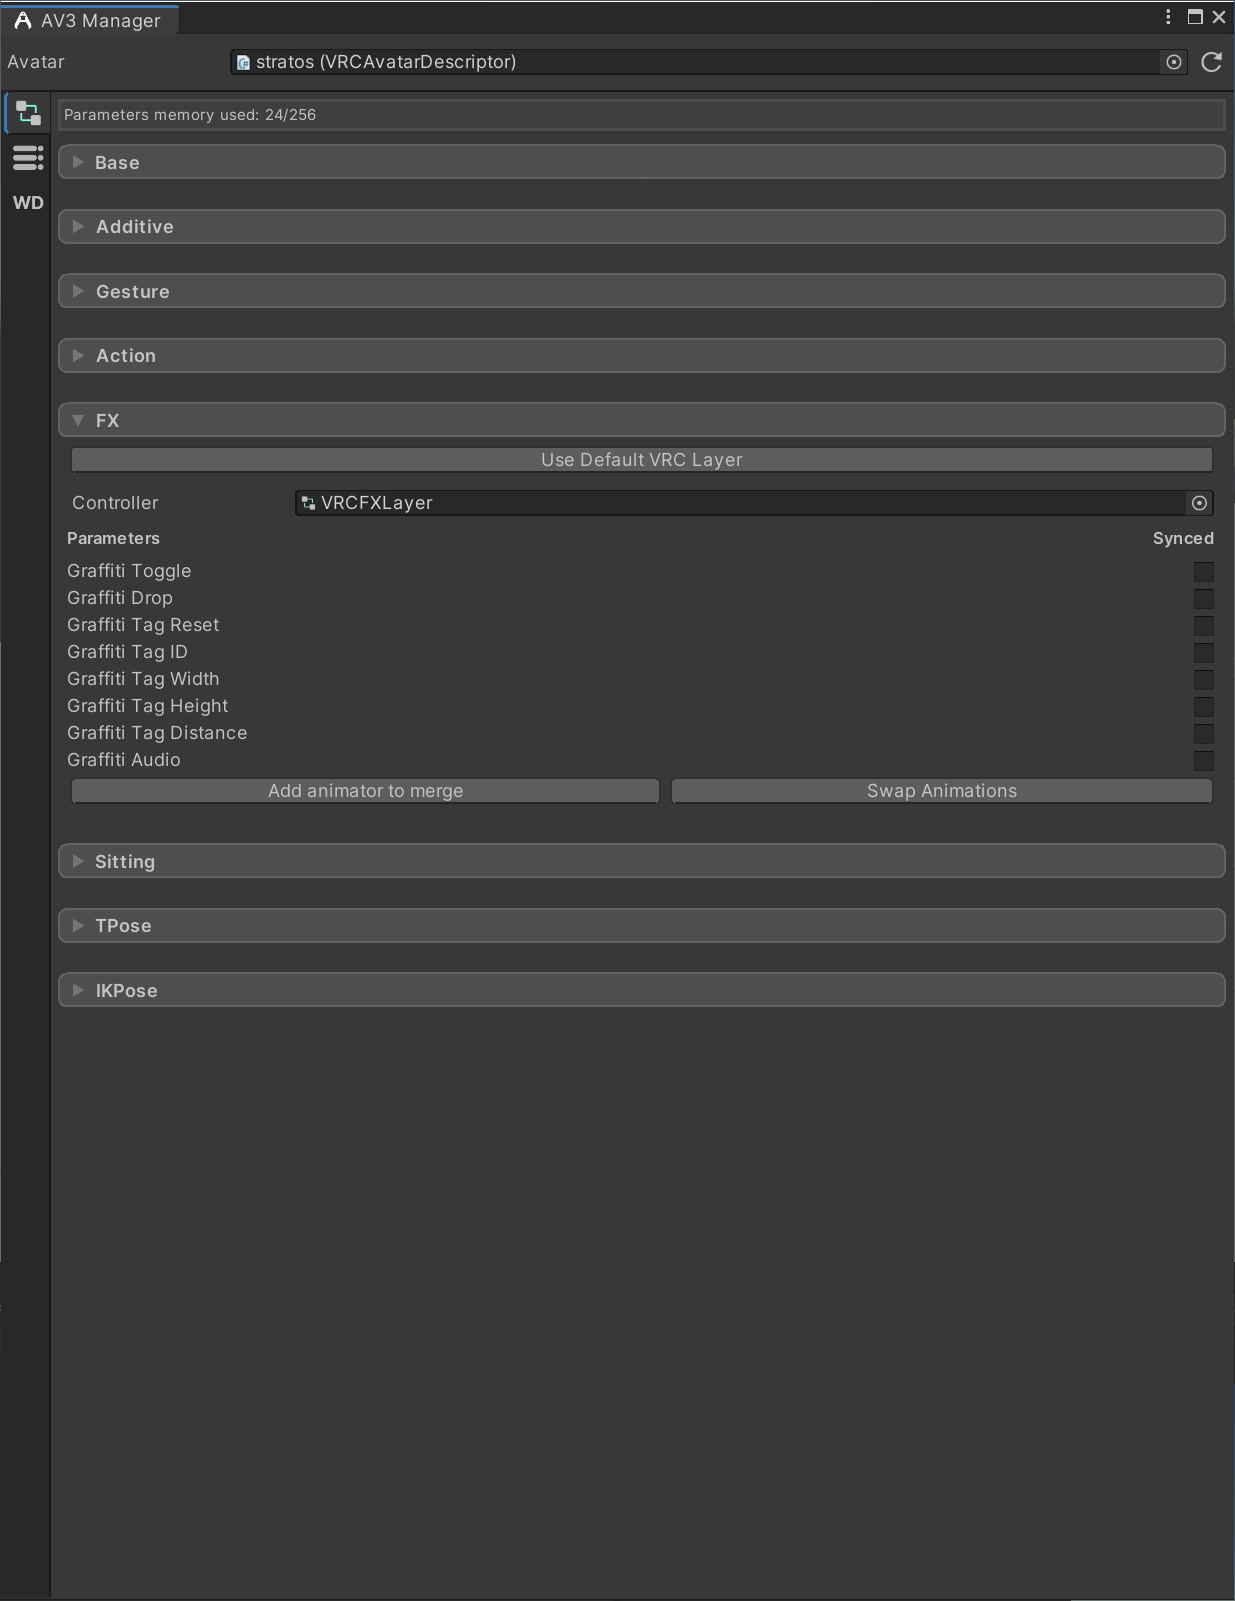 AV3 Manager
Avatar
stratos (VRCAvatarDescriptor)
Parameters memory used: 24/256
Base
WD
Additive
Gesture
Action
FX
Use Default VRC Layer
Controller
VRCFXLayer
Parameters
Synced
Graffiti Toggle
Graffiti Drop
Graffiti Tag Reset
Graffiti Tag ID
Graffiti Tag Width
Graffiti Tag Height
Graffiti Tag Distance
Graffiti Audio
Add animator to merge
Swap Animations
Sitting
TPose
IKPose